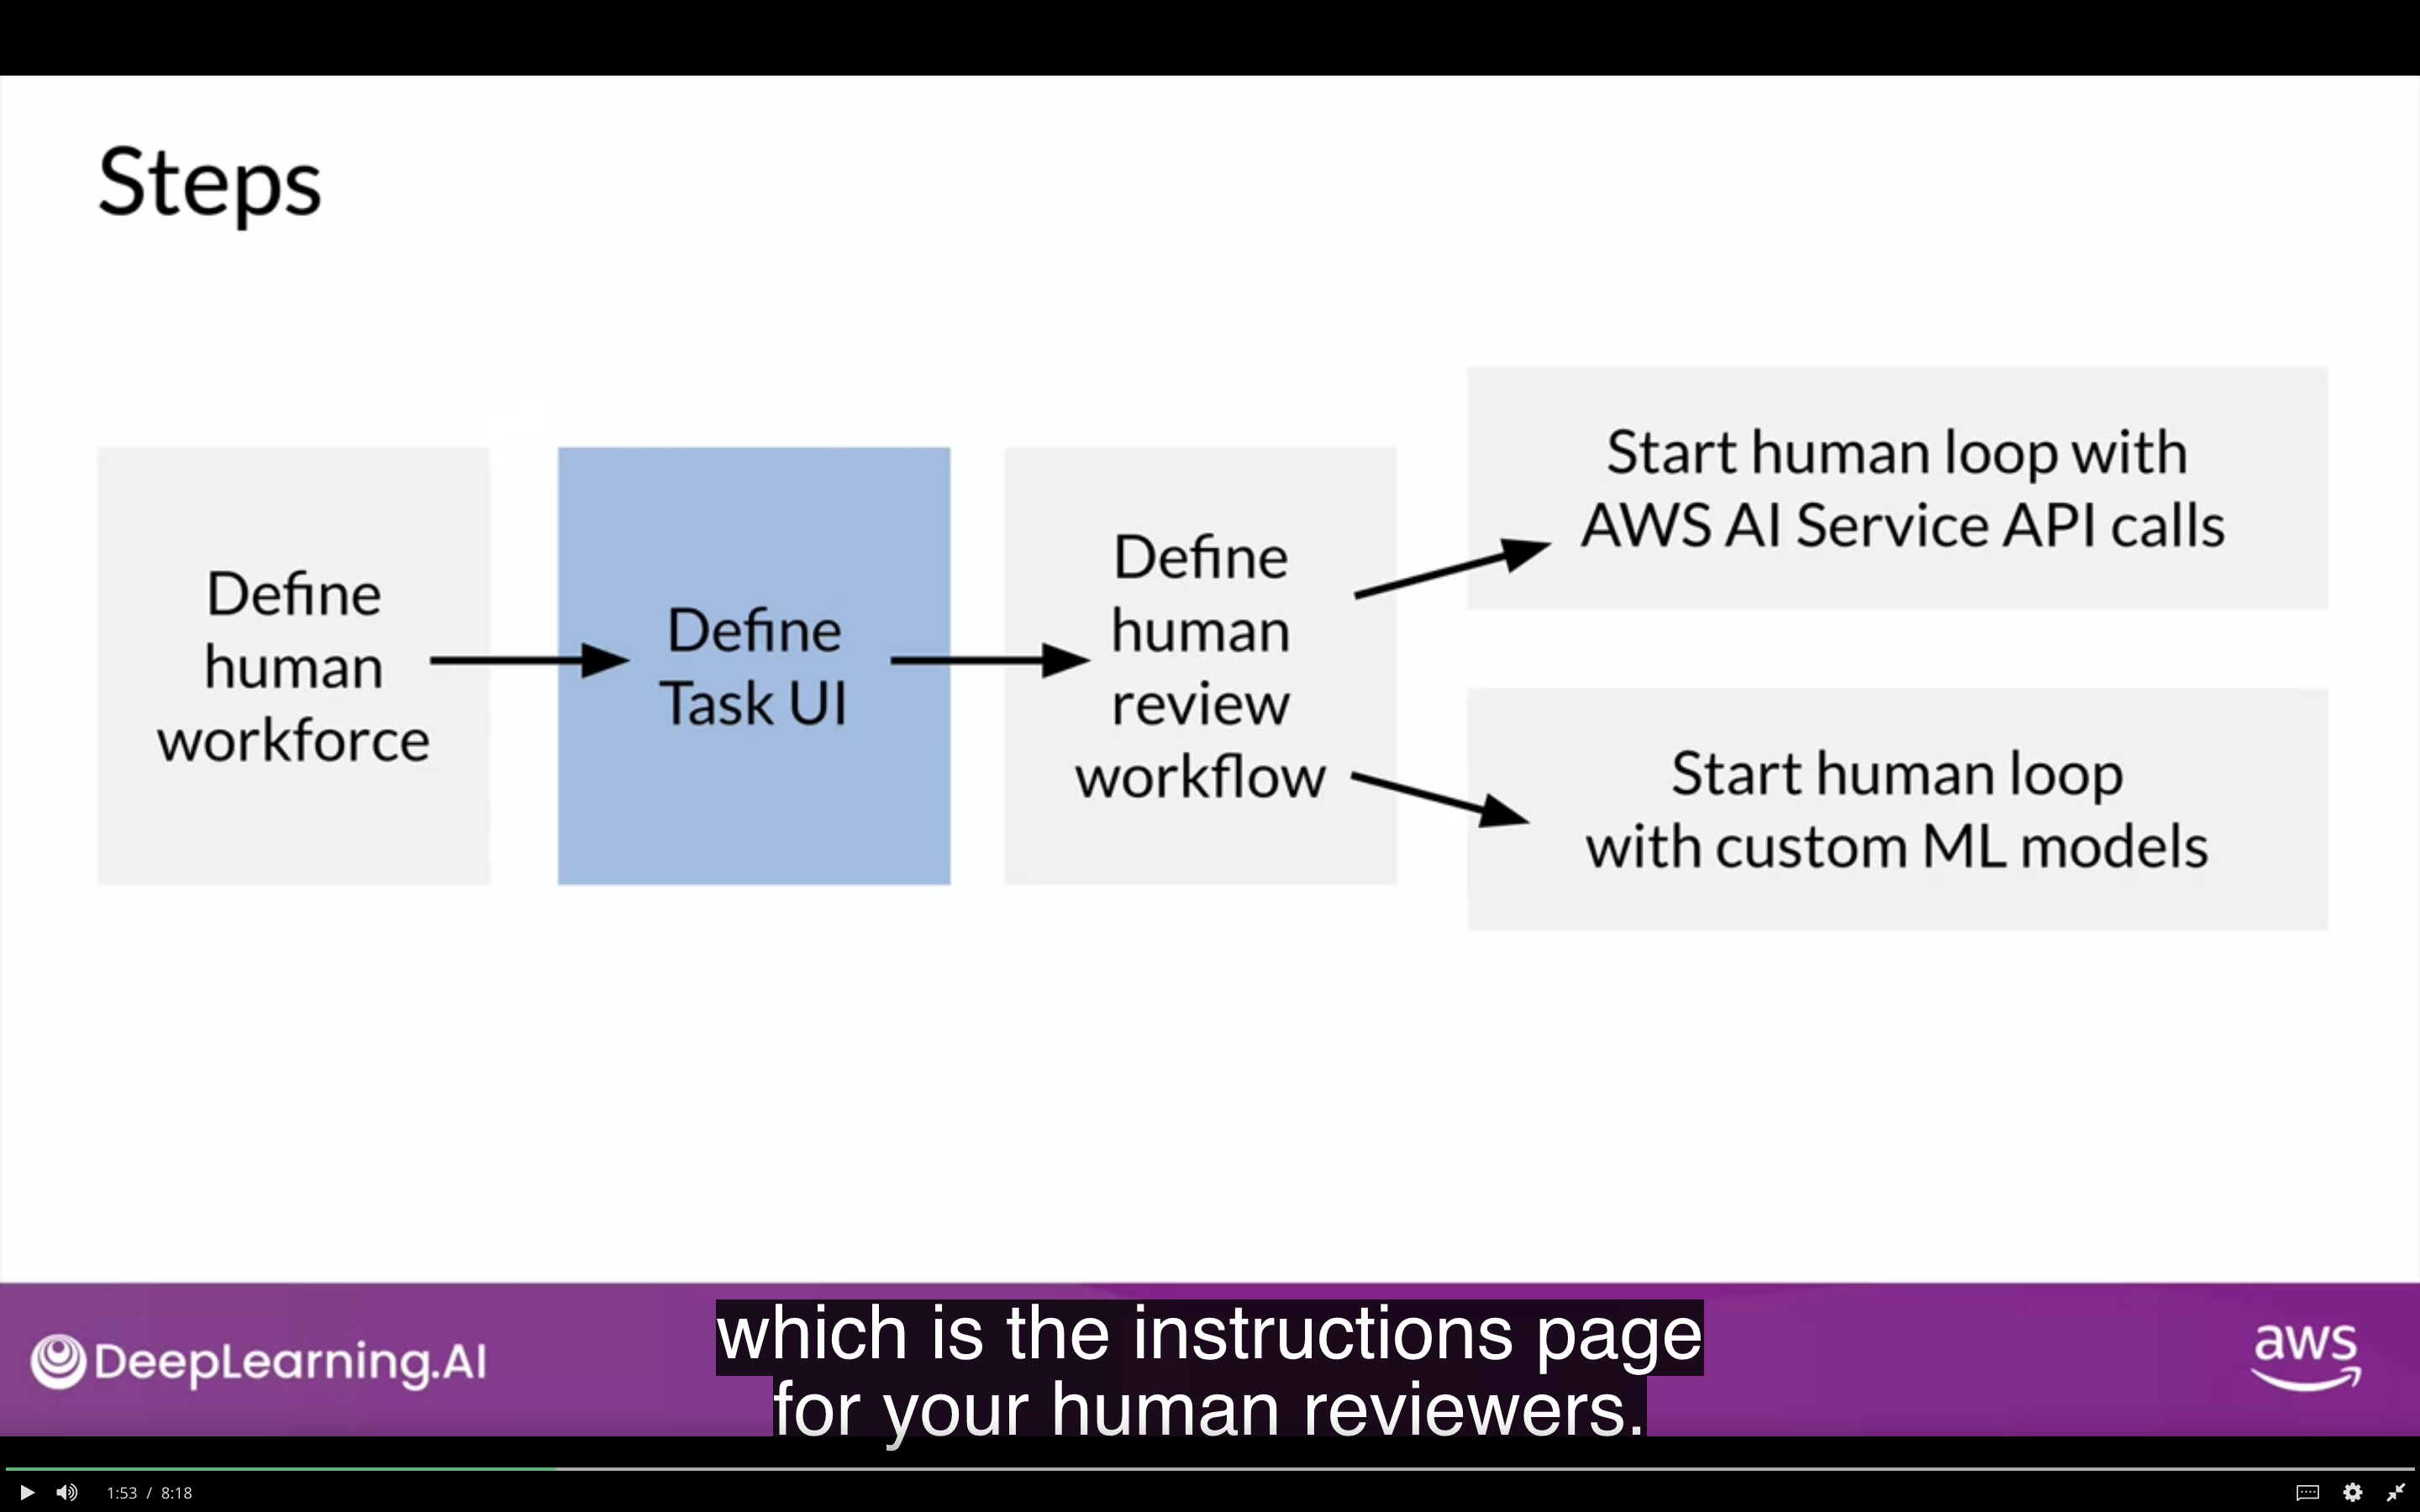 Steps
Define
human
workforce
Define
Task UI
Define
human
review
workflow
Start human loop with
AWS AI Service API calls
Start human loop
with custom ML models
DeepLearning.AI
which is the instructions page
for your human reviewers.
aws
1:53 / 8:18